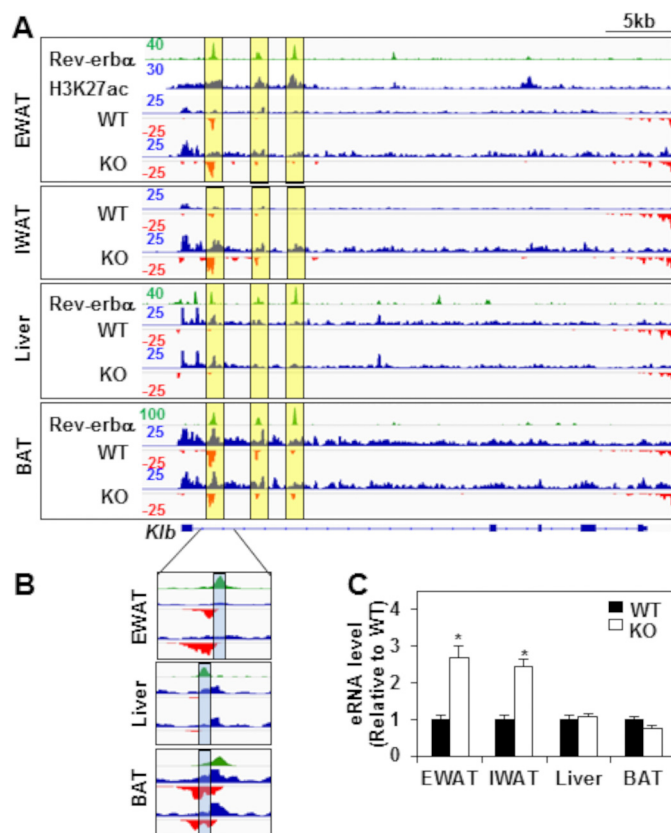 A
5kb
EWAT
Rev-erbα
40
H3K27ac
30
25
WT
-25
25
KO
-25
IWAT
25
WT
-25
25
KO
-25
Liver
Rev-erbα
40
25
WT
-25
25
KO
-25
BAT
Rev-erbα
100
25
WT
-25
25
KO
-25
Klb
B
EWAT
Liver
BAT
C
eRNA level
(Relative to WT)
4
3
2
1
0
WT
KO
*
*
EWAT IWAT Liver BAT